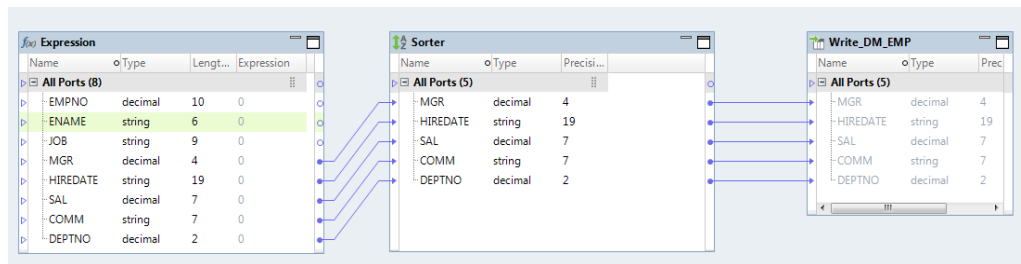 f(x) Expression
Name Type Lengt... Expression
All Ports (8)
EMPNO decimal 10 0
ENAME string 6 0
JOB string 9 0
MGR decimal 4 0
HIREDATE string 19 0
SAL decimal 7 0
COMM string 7 0
DEPTNO decimal 2 0
A Z Sorter
Name Type Precisi...
All Ports (5)
MGR decimal 4
HIREDATE string 19
SAL decimal 7
COMM string 7
DEPTNO decimal 2
Write_DM_EMP
Name Type Prec
All Ports (5)
MGR decimal 4
HIREDATE string 19
SAL decimal 7
COMM string 7
DEPTNO decimal 2